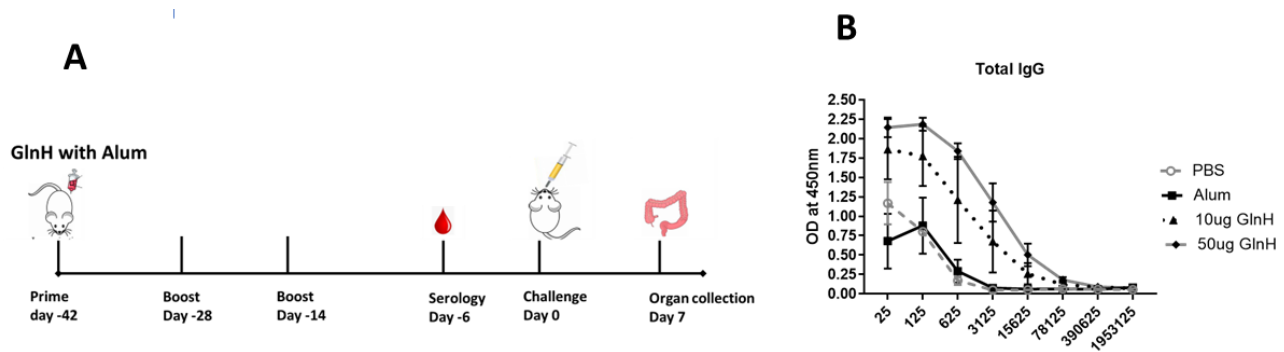 A
GlnH with Alum
Prime
day -42
Boost
Day -28
Boost
Day -14
Serology
Day -6
Challenge
Day 0
Organ collection
Day 7
B
Total IgG
OD at 450nm
2.50
2.25
2.00
1.75
1.50
1.25
1.00
0.75
0.50
0.25
0.00
25
125
625
3125
15625
78125
390625
1953125
PBS
Alum
10ug GlnH
50ug GlnH